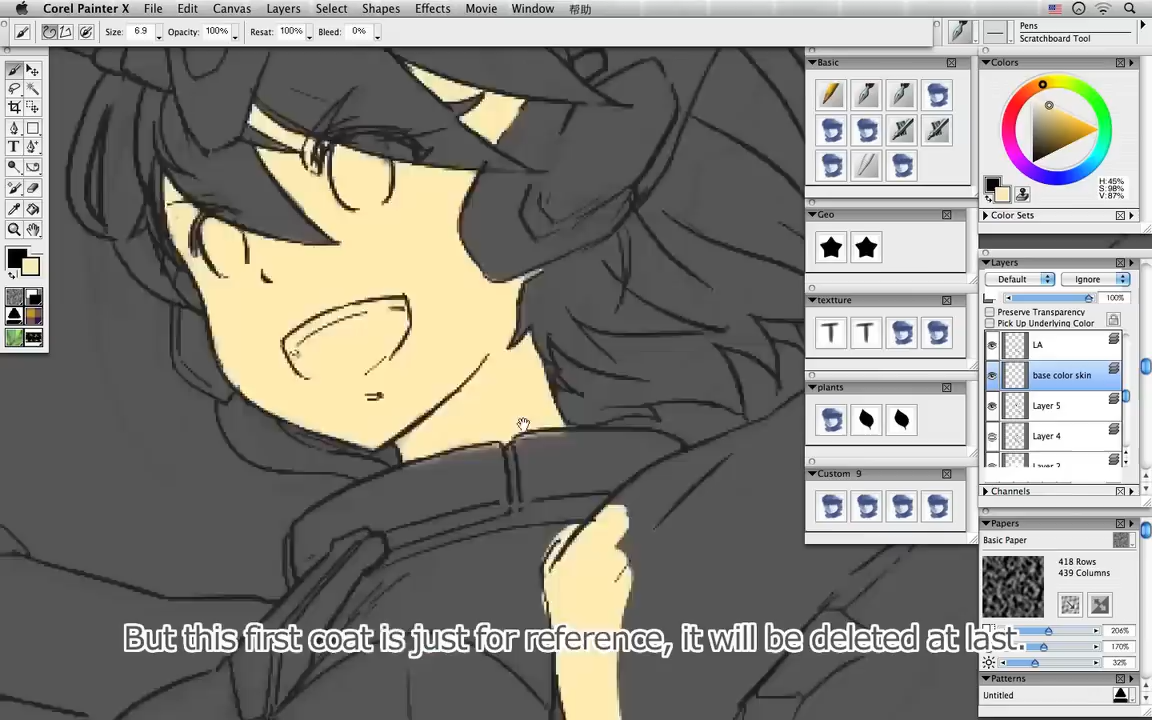 Corel Painter X File Edit Canvas Layers Select Shapes Effects Movie Window 帮助
Size: 6.9 Opacity: 100% Resat: 100% Bleed: 0%
Pens
Scratchboard Tool
Basic
Geo
textture
plants
Custom 9
Colors
H:45%
S:98%
V:87%
Color Sets
Layers
Default Ignore
100%
Preserve Transparency
Pick Up Underlying Color
LA
base color skin
Layer 5
Layer 4
Layer 2
Channels
Papers
Basic Paper
418 Rows
439 Columns
206%
170%
32%
Patterns
Untitled
But this first coat is just for reference, it will be deleted at last.